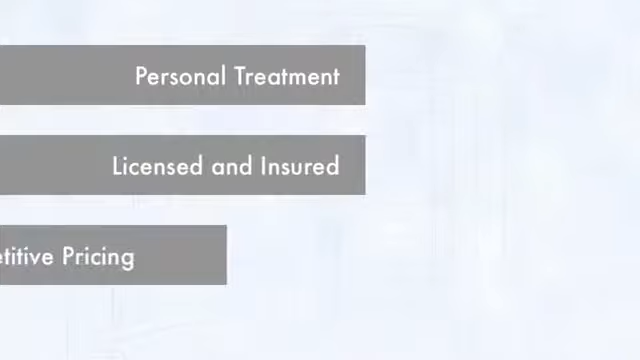 Personal Treatment
Licensed and Insured
etitive Pricing